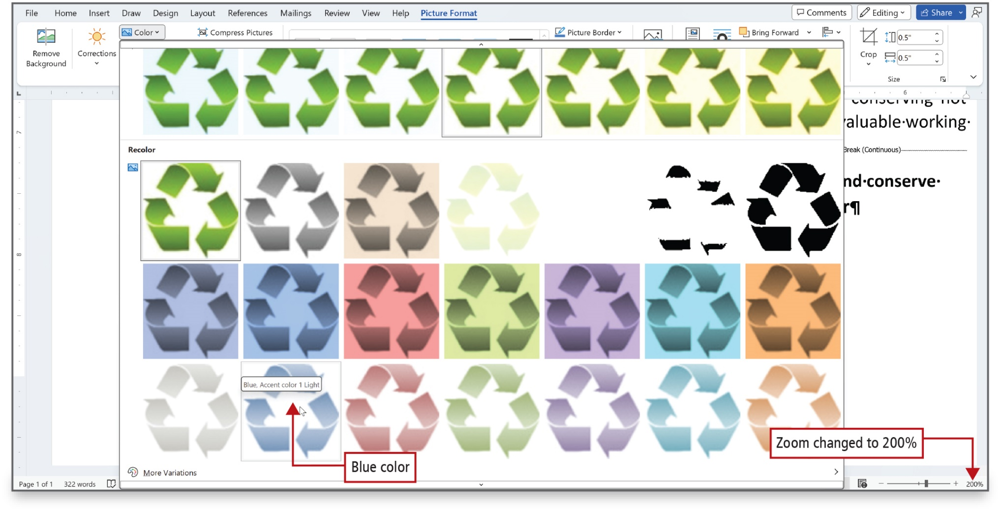 File Home Insert Draw Design Layout References Mailings Review View Help Picture Format Comments Editing Share
Color Compress Pictures Picture Border Bring Forward 0.5"
Remove Background
Corrections
Crop
0.5"
Size
6
conserving not
valuable·working·
7
Recolor
Break (Continuous)
nd·conserve·
r¶
8
Blue, Accent color 1 Light
Zoom changed to 200%
Blue color
More Variations
Page 1 of 1 322 words 200%